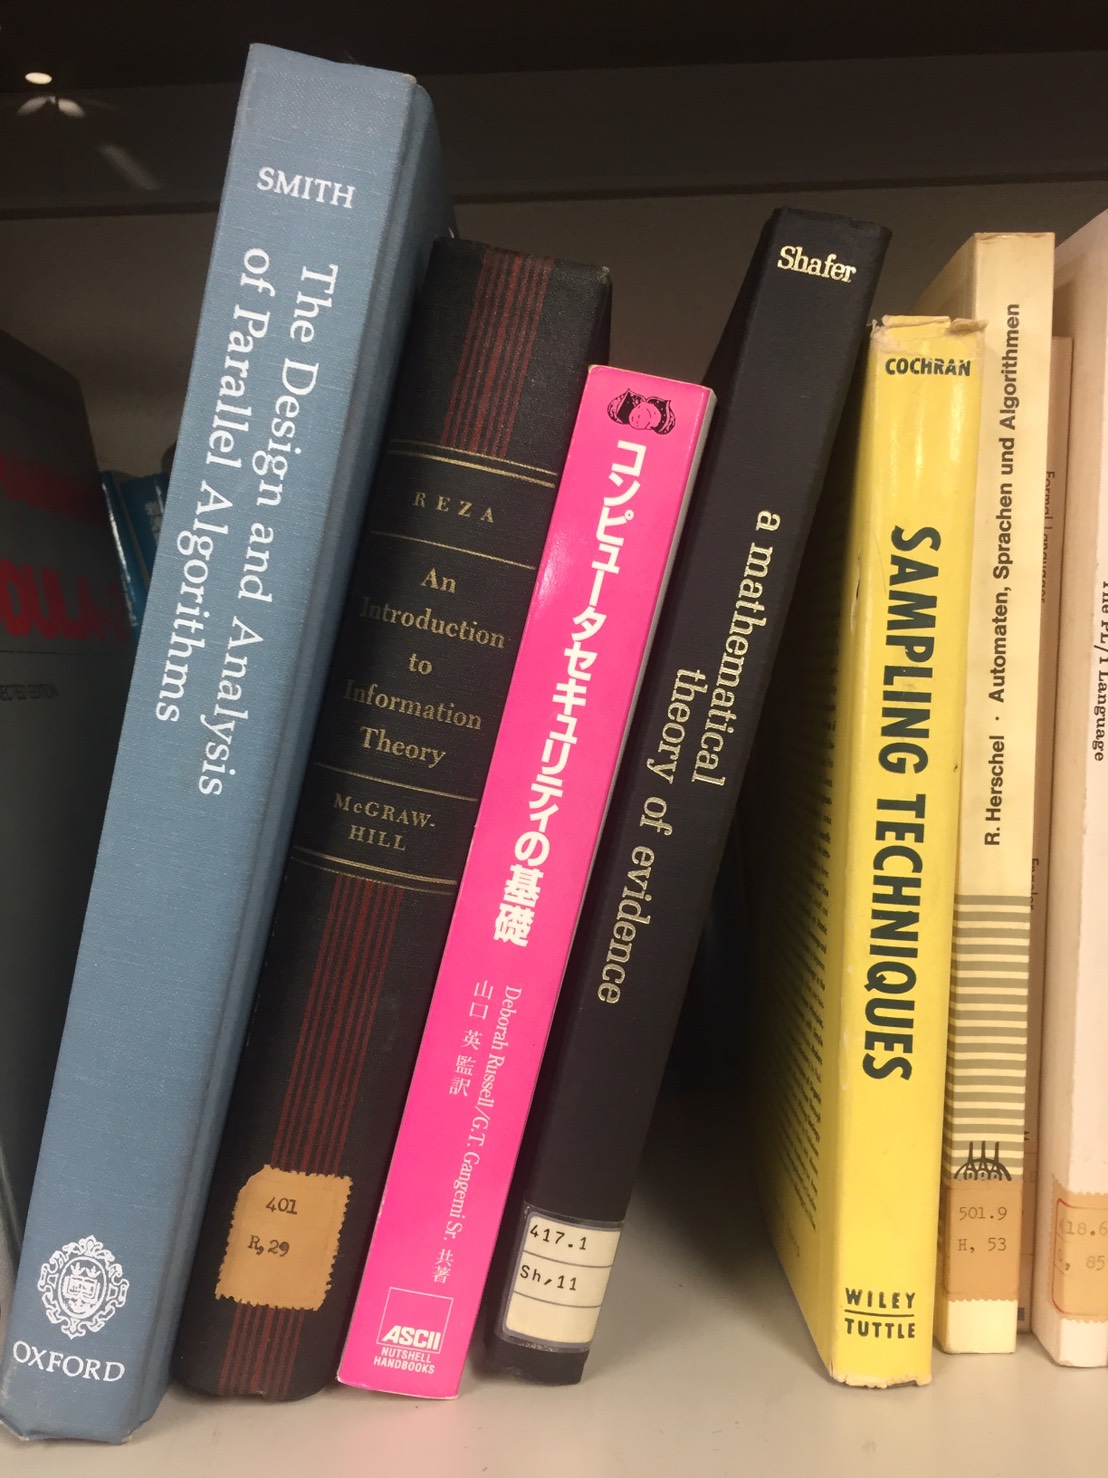 SMITH
The Design and Analysis
of Parallel Algorithms
OXFORD
REZA
An
Introduction
to
Information
Theory
McGRAW-
HILL
401
R,29
コンピュータセキュリティの基礎
Deborah Russell/G.T. Gangemi Sr. 共著
山口 英 監訳
ASCII
NUTSHELL
HANDBOOKS
Shafer
a mathematical
theory of evidence
417.1
Sh,11
COCHRAN
SAMPLING TECHNIQUES
WILEY
TUTTLE
R. Herschel · Automaten, Sprachen und Algorithmen
501.9
H, 53
The PL/I Language
18.6
85